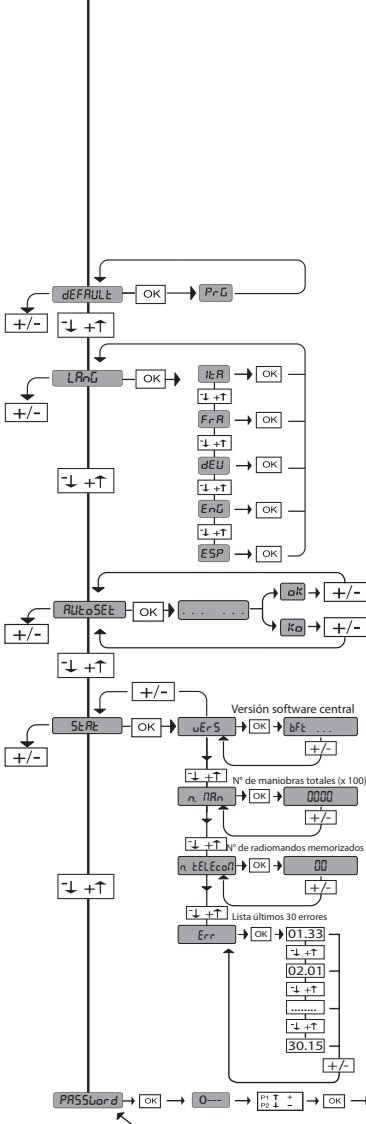 dEFAULt OK PrG
+/- -↓ +↑
LAnG OK ItA OK
-↓ +↑
+/-
FrA OK
-↓ +↑
dEU OK
-↓ +↑
-↓ +↑
EnG OK
-↓ +↑
ESP OK
AUtoSEt OK . . . . . . oK +/-
+/- Ko +/-
-↓ +↑
+/-
Versión software central
StAt OK vErS OK bFt ...
+/- +/-
-↓ +↑ N° de maniobras totales (x 100)
n. MAn OK 0000
+/-
-↓ +↑ N° de radiomandos memorizados
n. tELEcoM OK 00
-↓ +↑ +/-
-↓ +↑ Lista últimos 30 errores
Err OK 01.33
-↓ +↑
02.01
-↓ +↑
........
-↓ +↑
30.15
+/-
PASSword OK 0--- P1 ↑ + OK
P2 ↓ -